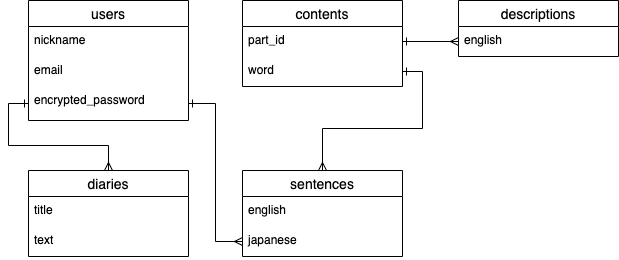 users
nickname
email
encrypted_password
contents
part_id
word
descriptions
english
diaries
title
text
sentences
english
japanese